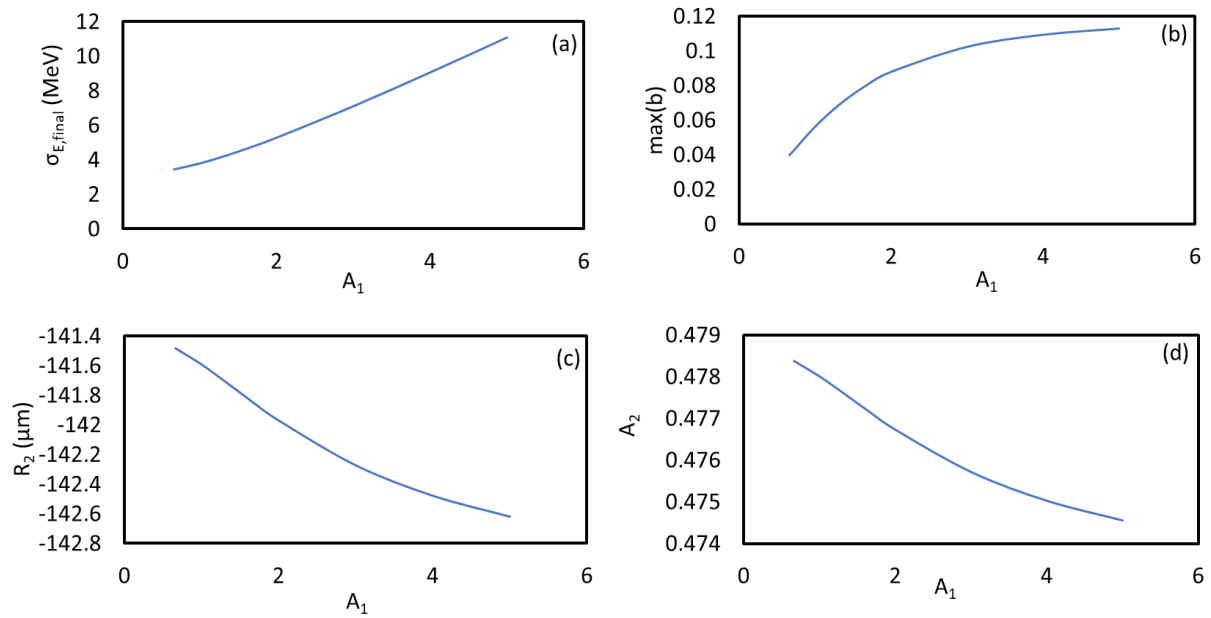 12
10
8
6
4
2
0
σE,final (MeV)
(a)
0 2 4 6
A1
0.12
0.1
0.08
0.06
0.04
0.02
0
max(b)
(b)
0 2 4 6
A1
-141.4
-141.6
-141.8
-142
-142.2
-142.4
-142.6
-142.8
R2 (μm)
(c)
0 2 4 6
A1
0.479
0.478
0.477
0.476
0.475
0.474
A2
(d)
0 2 4 6
A1